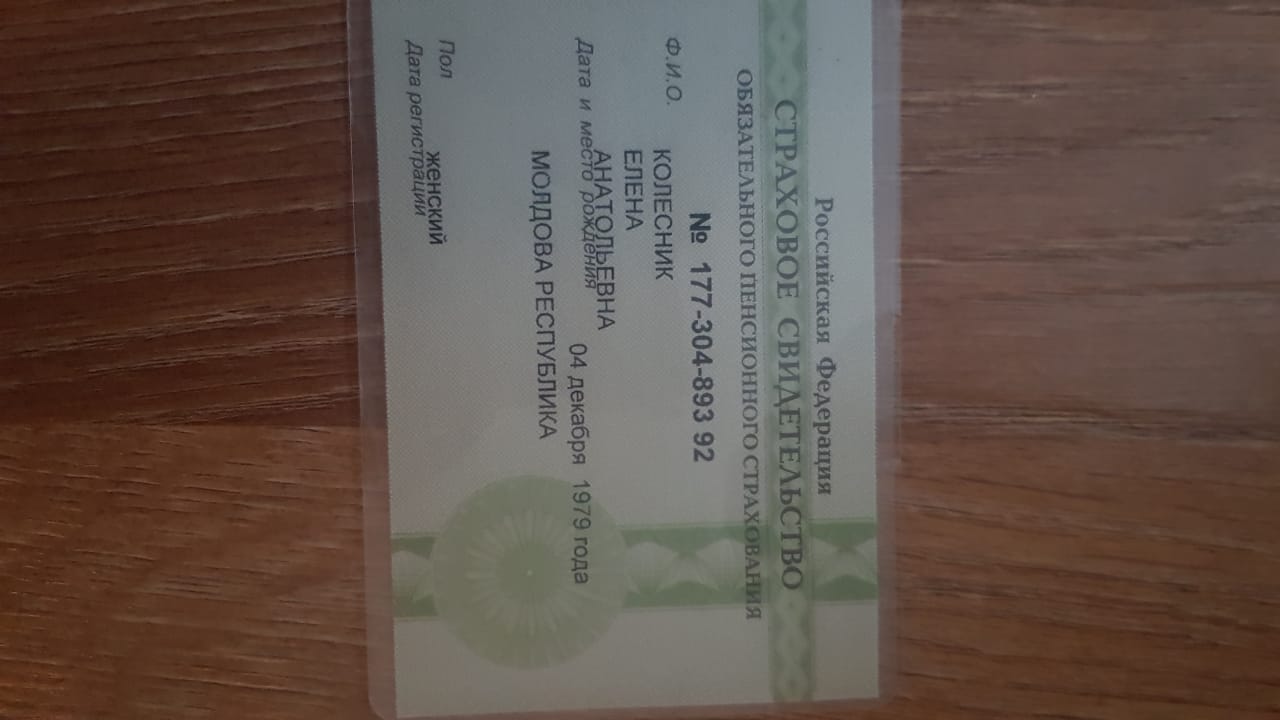 Российская Федерация
СТРАХОВОЕ СВИДЕТЕЛЬСТВО
ОБЯЗАТЕЛЬНОГО ПЕНСИОННОГО СТРАХОВАНИЯ
№ 177-304-893 92
Ф.И.О. КОЛЕСНИК
ЕЛЕНА
АНАТОЛЬЕВНА
Дата и место рождения 04 декабря 1979 года
МОЛДОВА РЕСПУБЛИКА
Пол женский
Дата регистрации